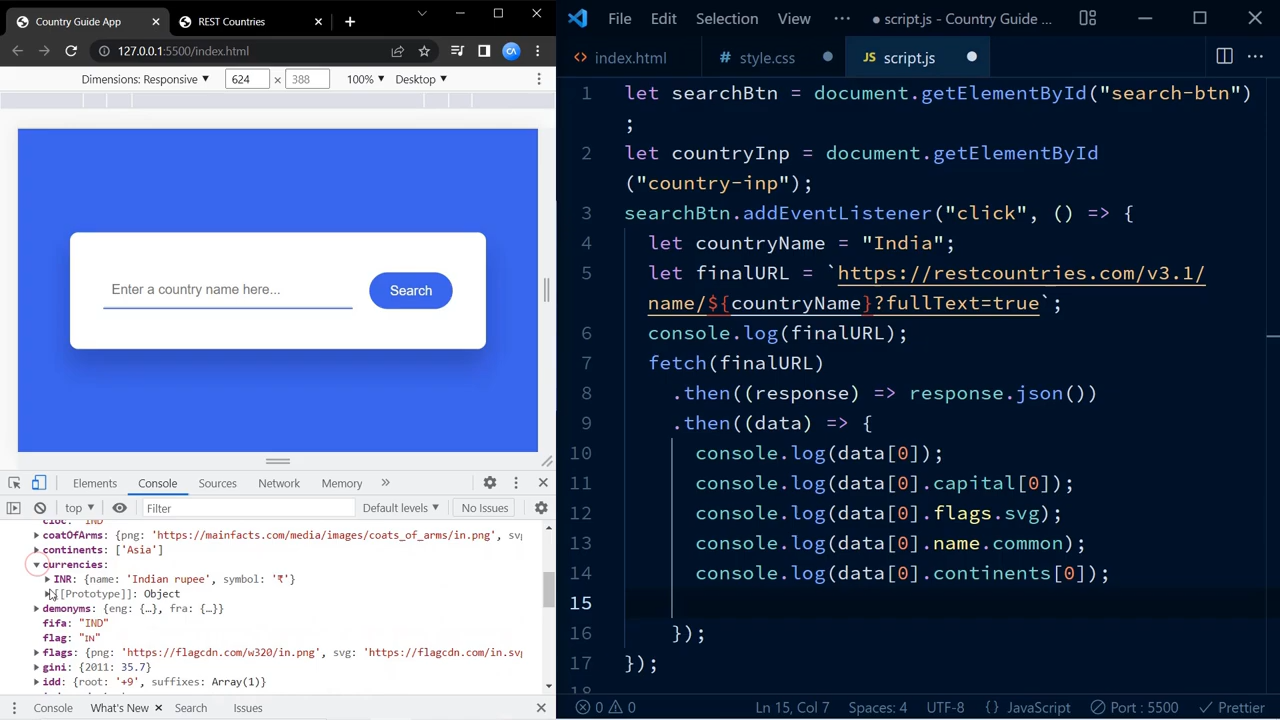 Country Guide App
REST Countries
127.0.0.1:5500/index.html
Dimensions: Responsive
624
×
388
100%
Desktop
Enter a country name here...
Search
Elements
Console
Sources
Network
Memory
top
Filter
Default levels
No Issues
cioc: "IND"
coatOfArms: {png: 'https://mainfacts.com/media/images/coats_of_arms/in.png', sv
continents: ['Asia']
currencies:
INR: {name: 'Indian rupee', symbol: '₹'}
[[Prototype]]: Object
demonyms: {eng: {…}, fra: {…}}
fifa: "IND"
flag: "IN"
flags: {png: 'https://flagcdn.com/w320/in.png', svg: 'https://flagcdn.com/in.sv
gini: {2011: 35.7}
idd: {root: '+9', suffixes: Array(1)}
Console
What's New
Search
Issues
File
Edit
Selection
View
script.js - Country Guide ...
index.html
# style.css
JS script.js
1 let searchBtn = document.getElementById("search-btn")
;
2 let countryInp = document.getElementById
("country-inp");
3 searchBtn.addEventListener("click", () => {
4 let countryName = "India";
5 let finalURL = `https://restcountries.com/v3.1/
name/${countryName}?fullText=true`;
6 console.log(finalURL);
7 fetch(finalURL)
8 .then((response) => response.json())
9 .then((data) => {
10 console.log(data[0]);
11 console.log(data[0].capital[0]);
12 console.log(data[0].flags.svg);
13 console.log(data[0].name.common);
14 console.log(data[0].continents[0]);
15
16 });
17 });
18
0 0
Ln 15, Col 7
Spaces: 4
UTF-8
{} JavaScript
Port : 5500
Prettier